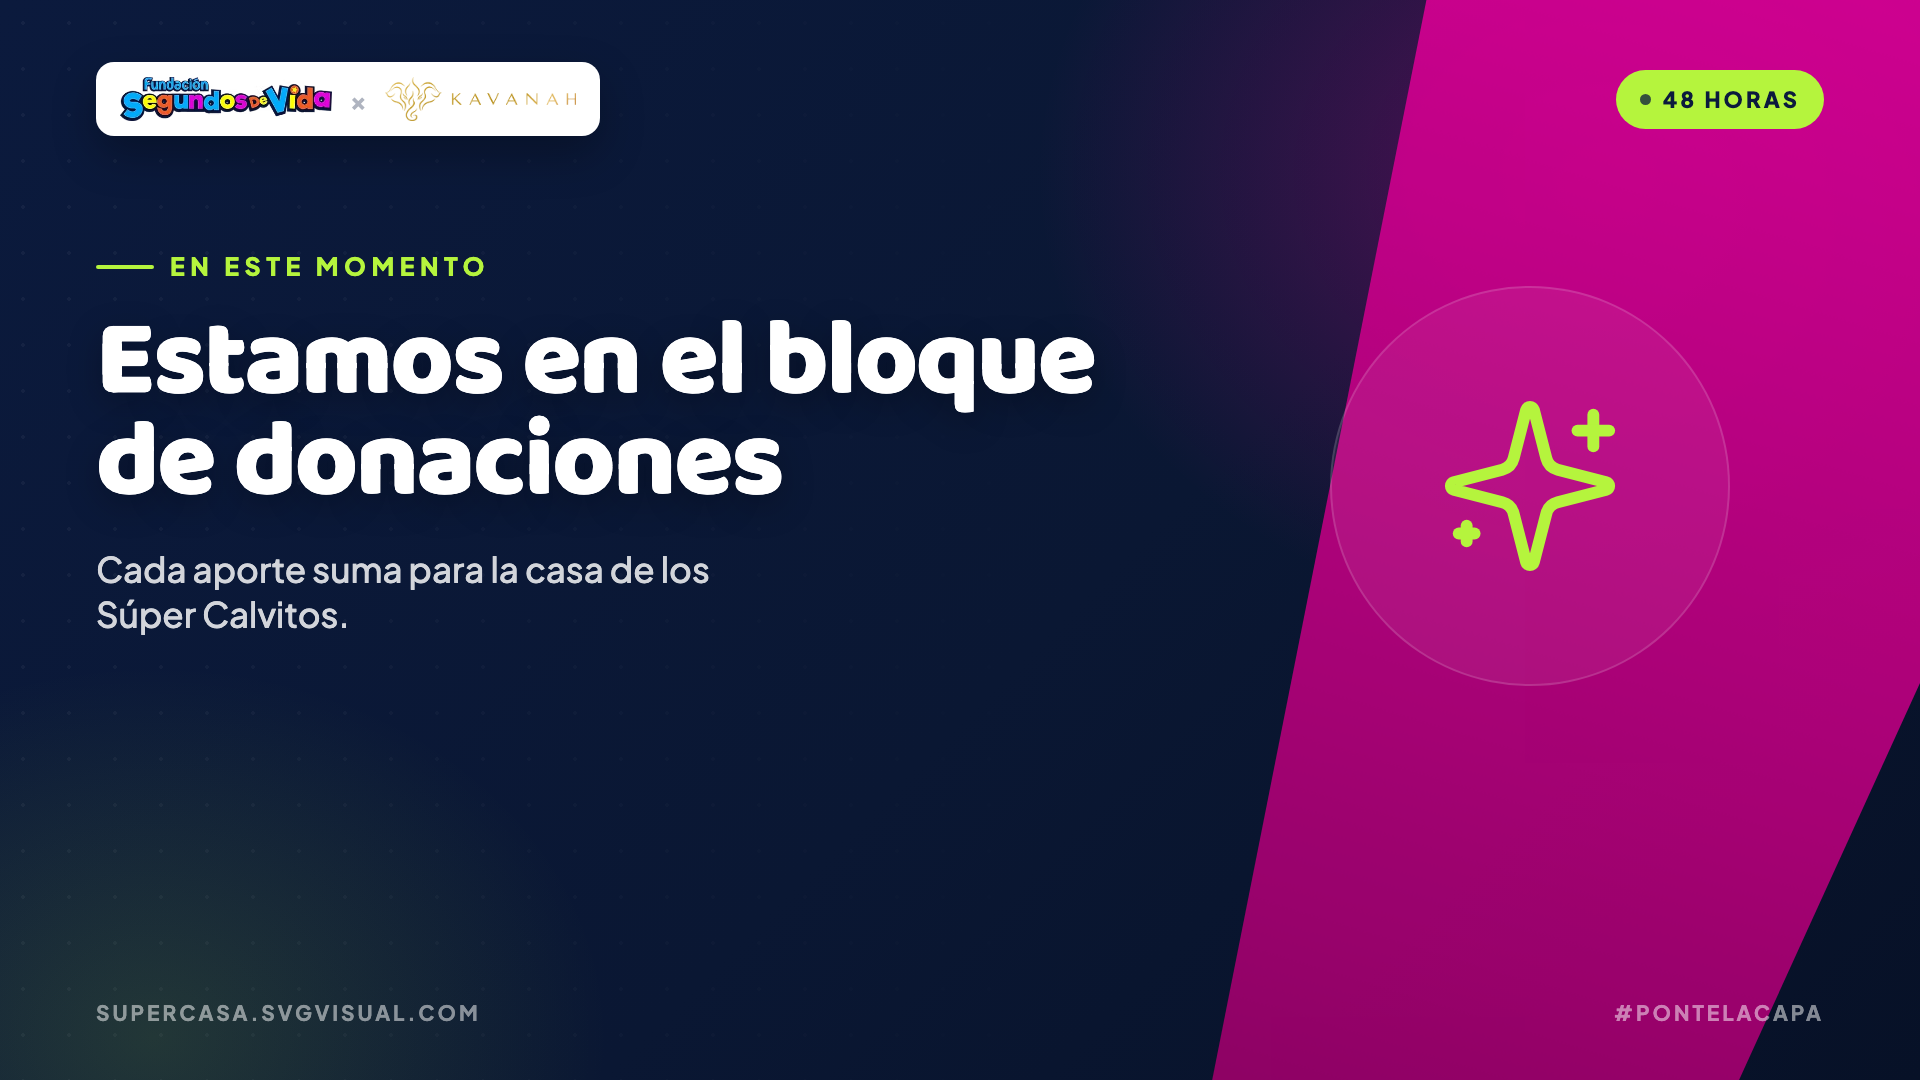 Fundación
Segundos de Vida
× KAVANAH
48 HORAS
EN ESTE MOMENTO
Estamos en el bloque
de donaciones
Cada aporte suma para la casa de los
Súper Calvitos.
SUPERCASA.SVGVISUAL.COM
#PONTELACAPA